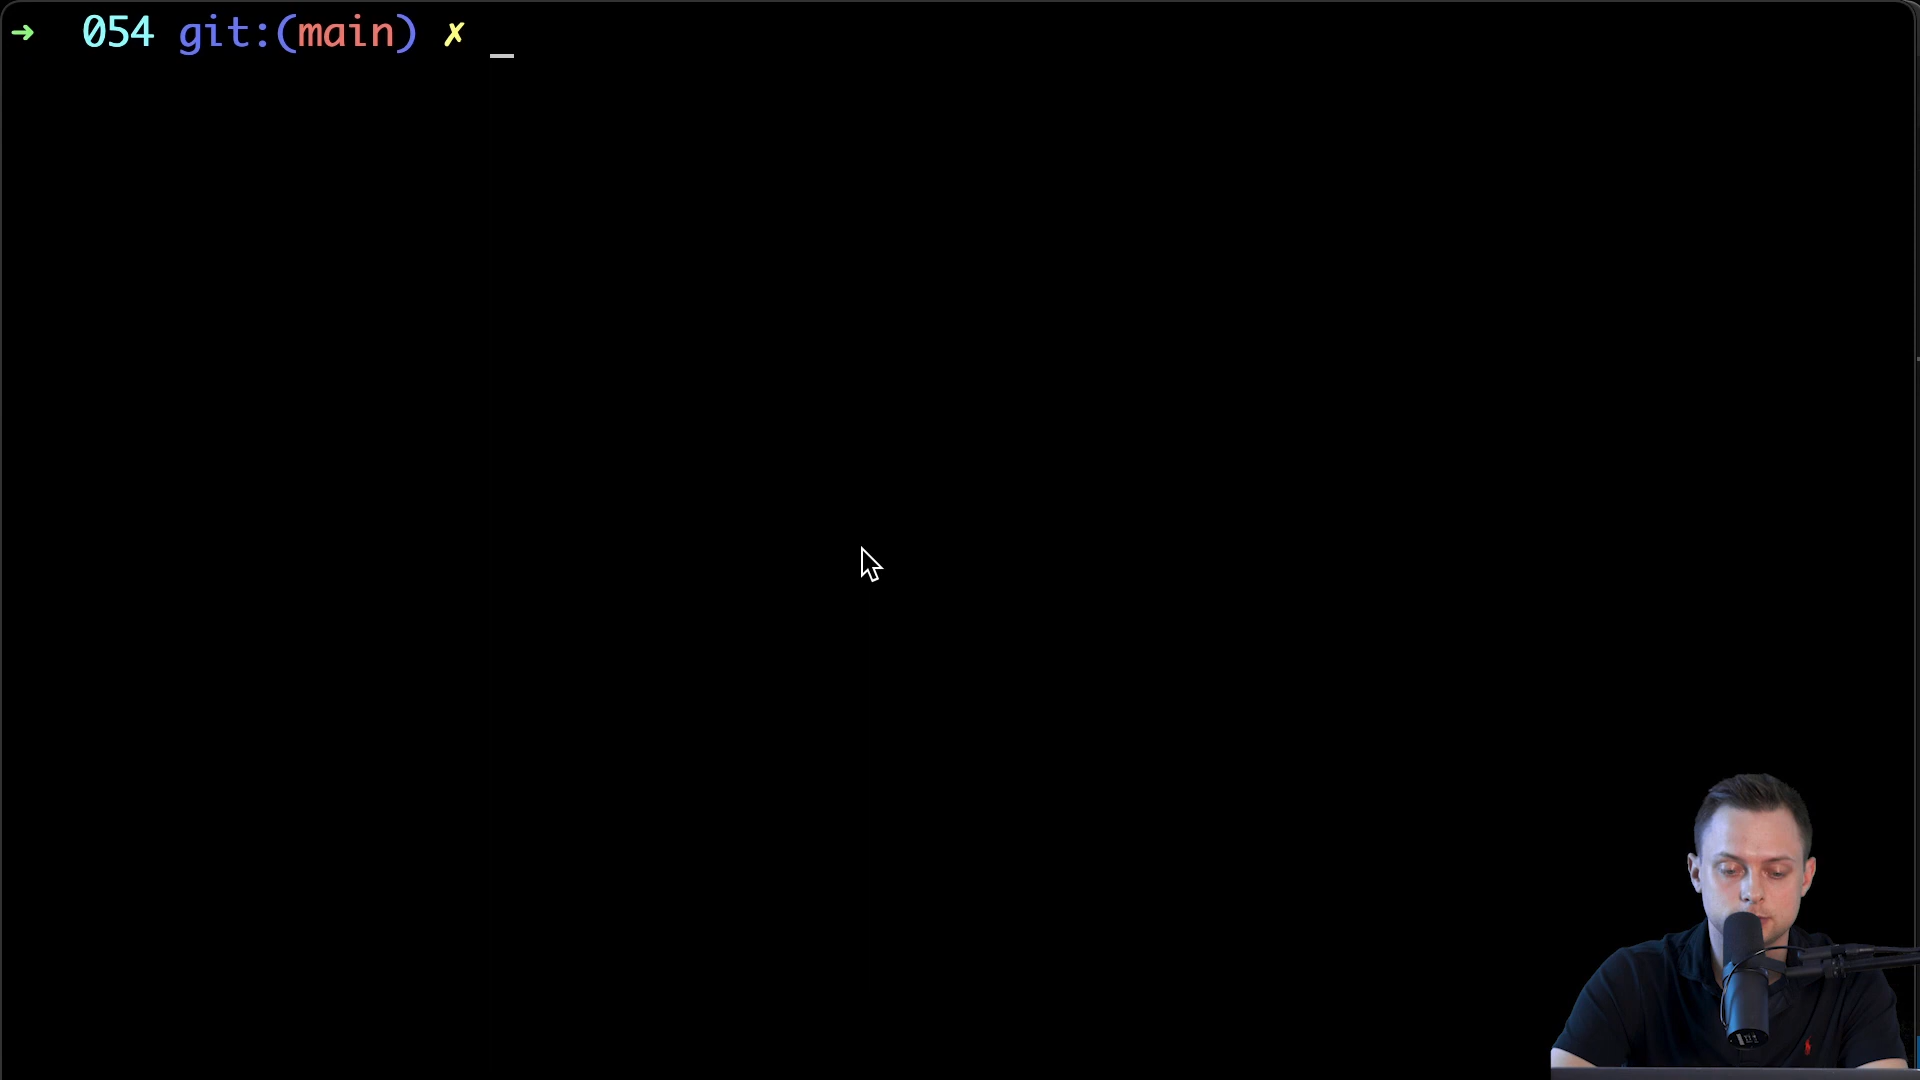 ➜ 054 git:(main) ✗ _